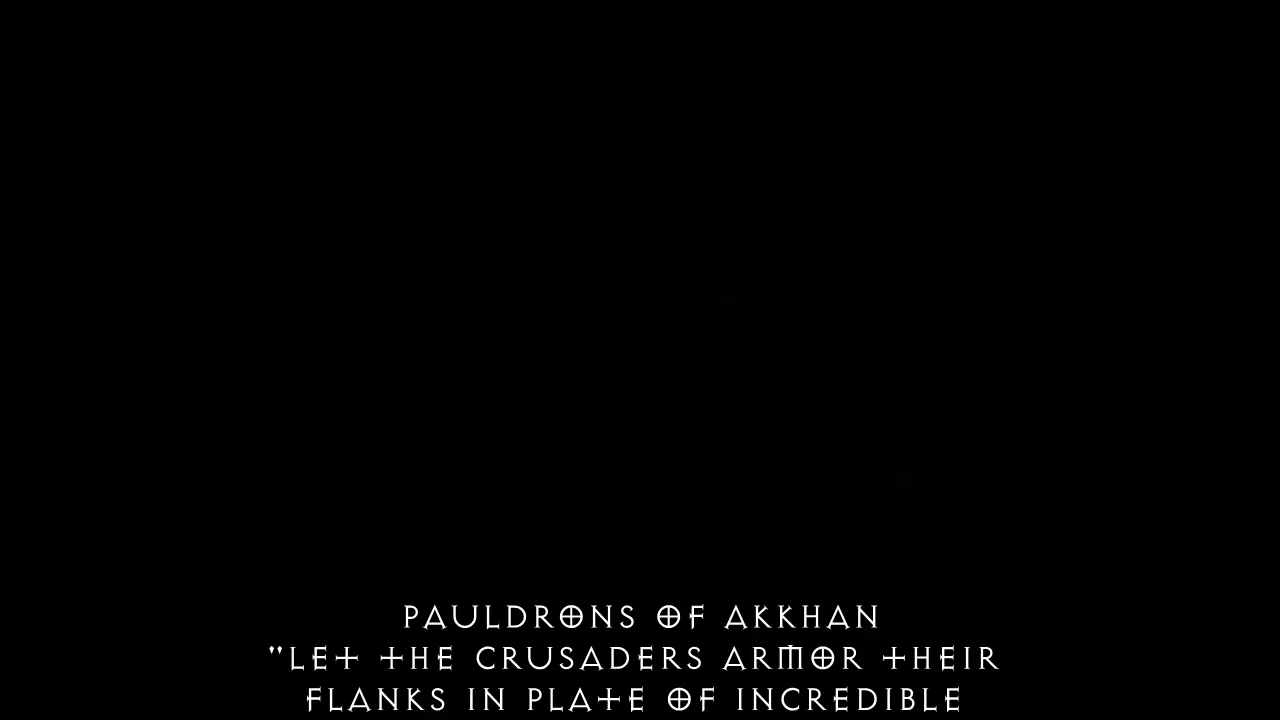 PAULDRONS OF AKKHAN
"LET THE CRUSADERS ARMOR THEIR
FLANKS IN PLATE OF INCREDIBLE